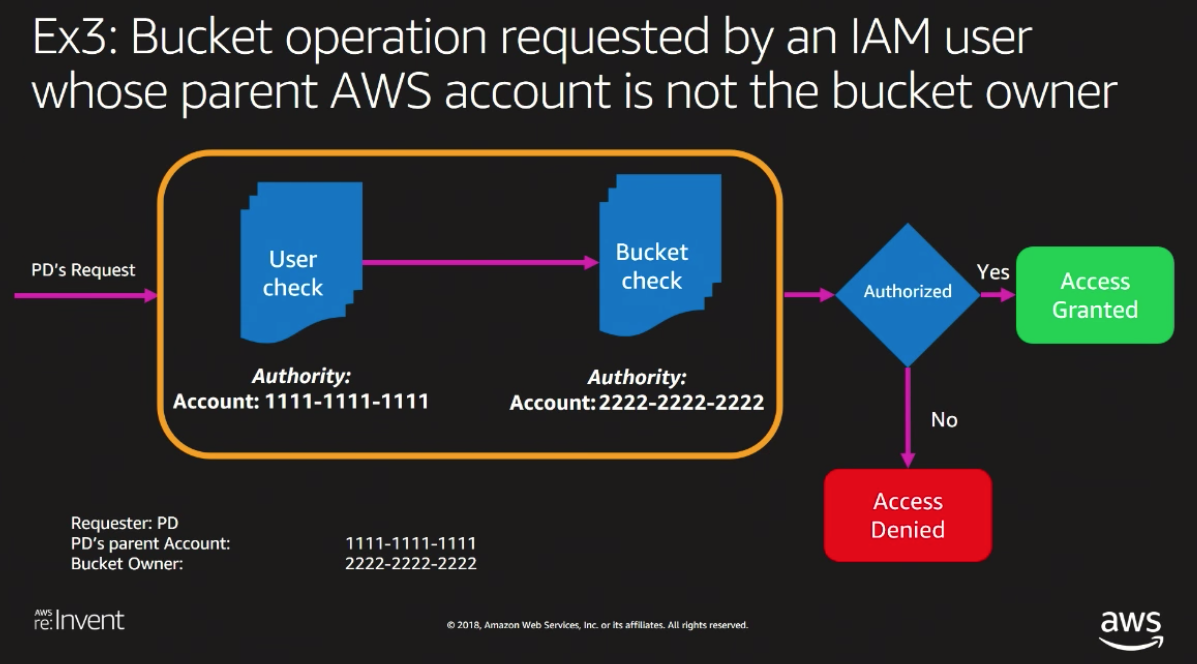 Ex3: Bucket operation requested by an IAM user
whose parent AWS account is not the bucket owner
PD's Request
User
check
Bucket
check
Authority:
Account: 1111-1111-1111
Authority:
Account: 2222-2222-2222
Authorized
Yes
Access
Granted
No
Access
Denied
Requester: PD
PD's parent Account: 1111-1111-1111
Bucket Owner: 2222-2222-2222
AWS
re:Invent
© 2018, Amazon Web Services, Inc. or its affiliates. All rights reserved.
aws